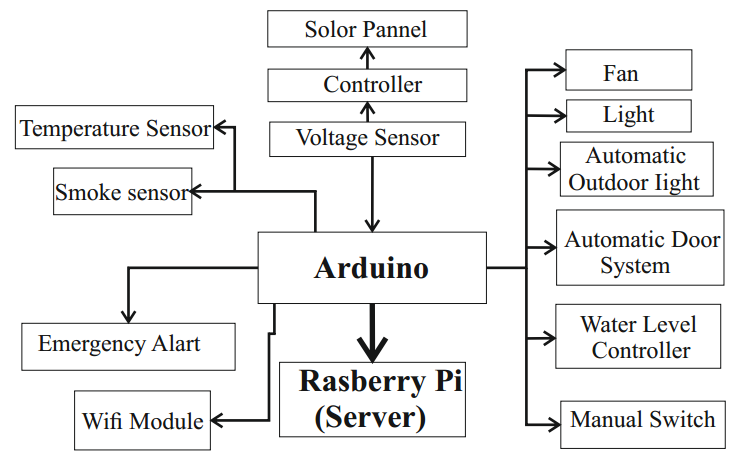 Solor Pannel
Controller
Voltage Sensor
Temperature Sensor
Smoke sensor
Fan
Light
Automatic
Outdoor Iight
Automatic Door
System
Arduino
Emergency Alart
Water Level
Controller
Rasberry Pi
(Server)
Wifi Module
Manual Switch